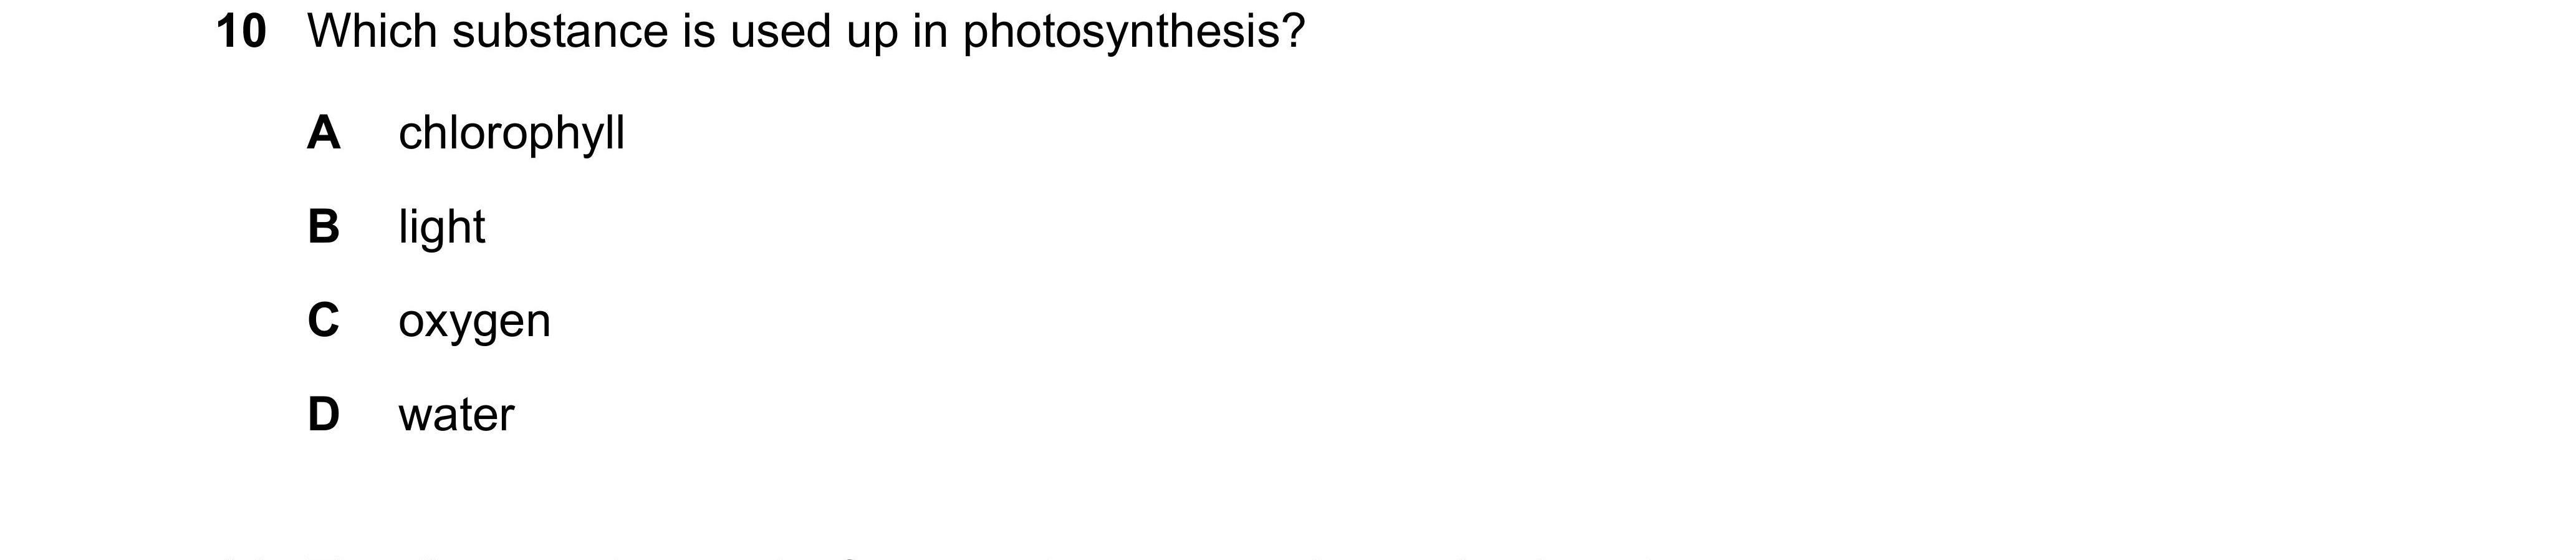 10 Which substance is used up in photosynthesis?
A chlorophyll
B light
C oxygen
D water